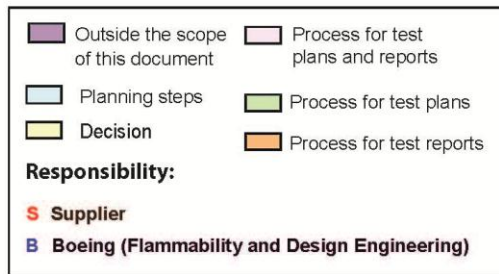 Outside the scope
of this document
Process for test
plans and reports
Planning steps
Process for test plans
Decision
Process for test reports
Responsibility:
S Supplier
B Boeing (Flammability and Design Engineering)